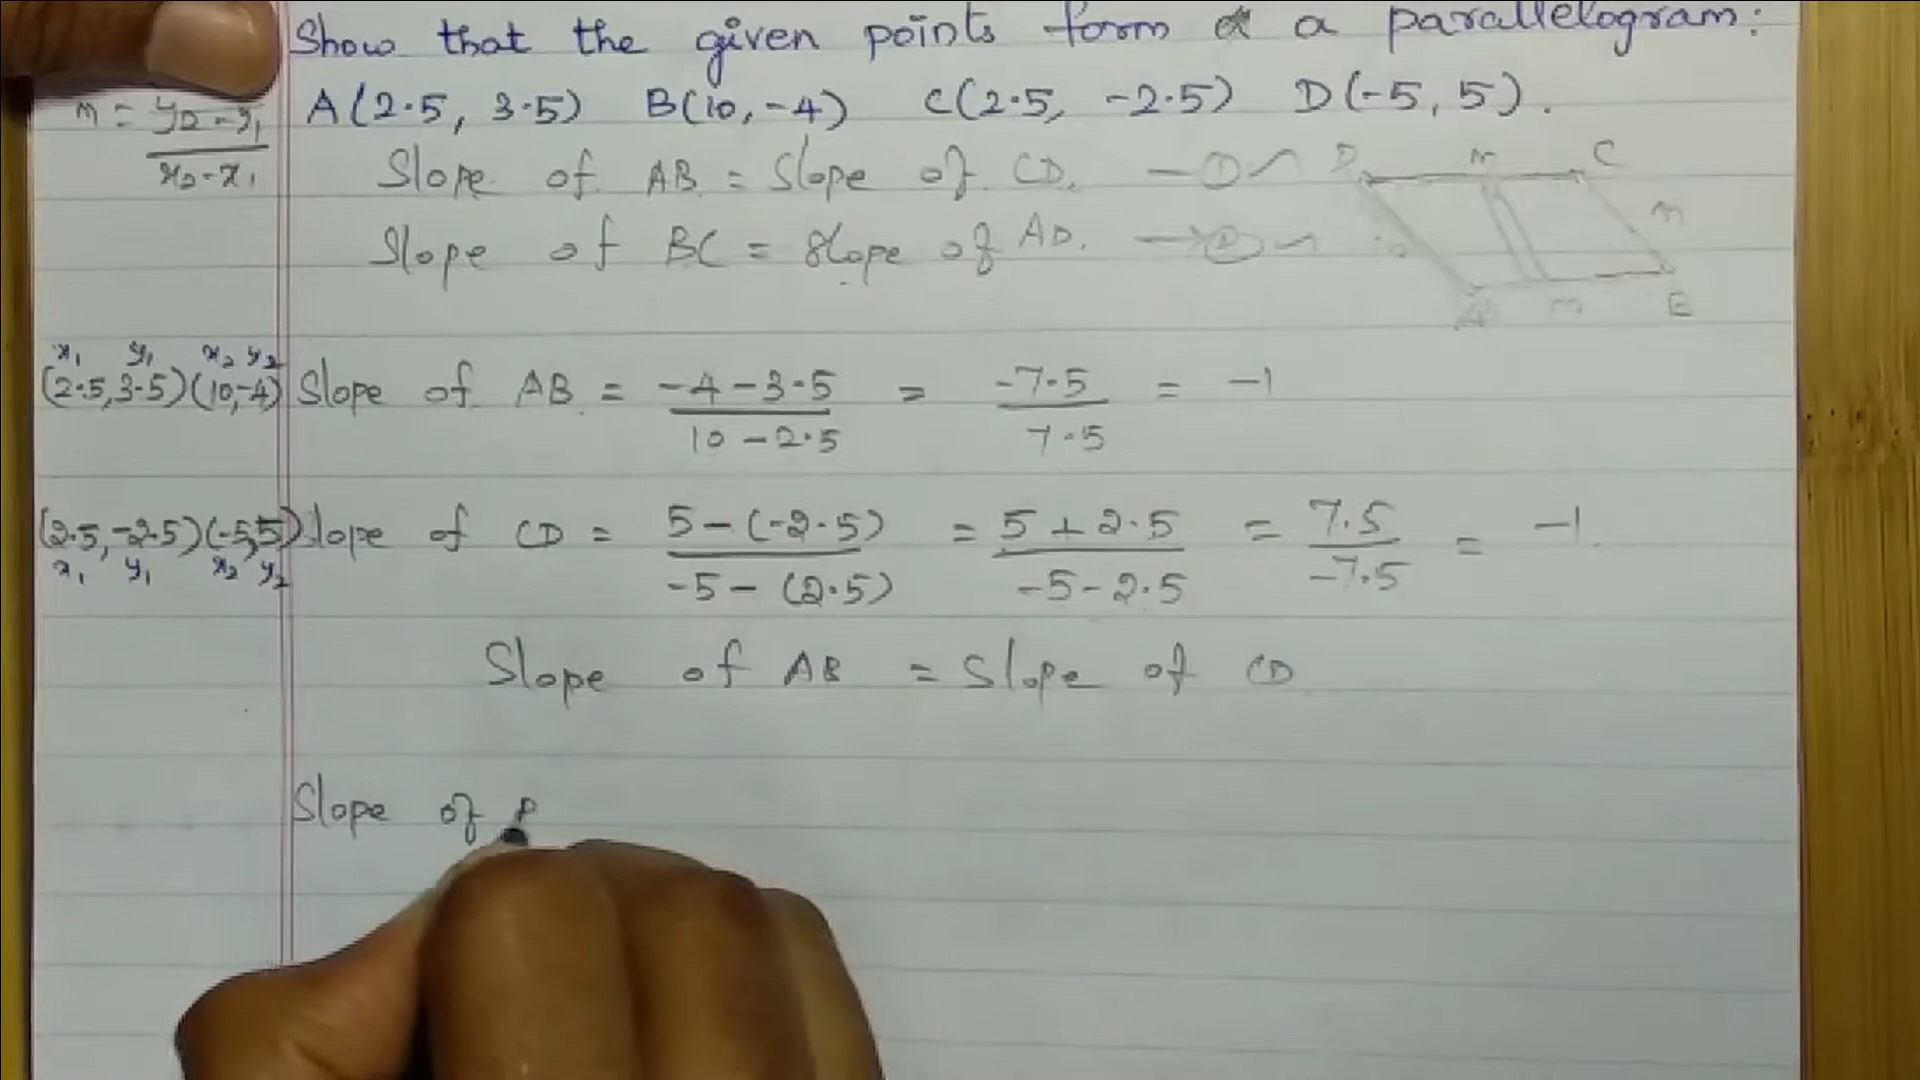 Show that the given points form a parallelogram:
m = y₂-y₁ / x₂-x₁
A(2.5, 3.5) B(10,-4) C(2.5, -2.5) D(-5, 5).
Slope of AB = Slope of CD. —①
Slope of BC = Slope of AD. →②
D m C
m
A m B
x₁ y₁ x₂ y₂
(2.5,3.5)(10,-4) Slope of AB = -4-3.5 / 10-2.5 = -7.5 / 7.5 = -1
(2.5,-2.5)(-5,5) Slope of CD = 5-(-2.5) / -5-(2.5) = 5+2.5 / -5-2.5 = 7.5 / -7.5 = -1.
x₁ y₁ x₂ y₂
Slope of AB = Slope of CD
Slope of